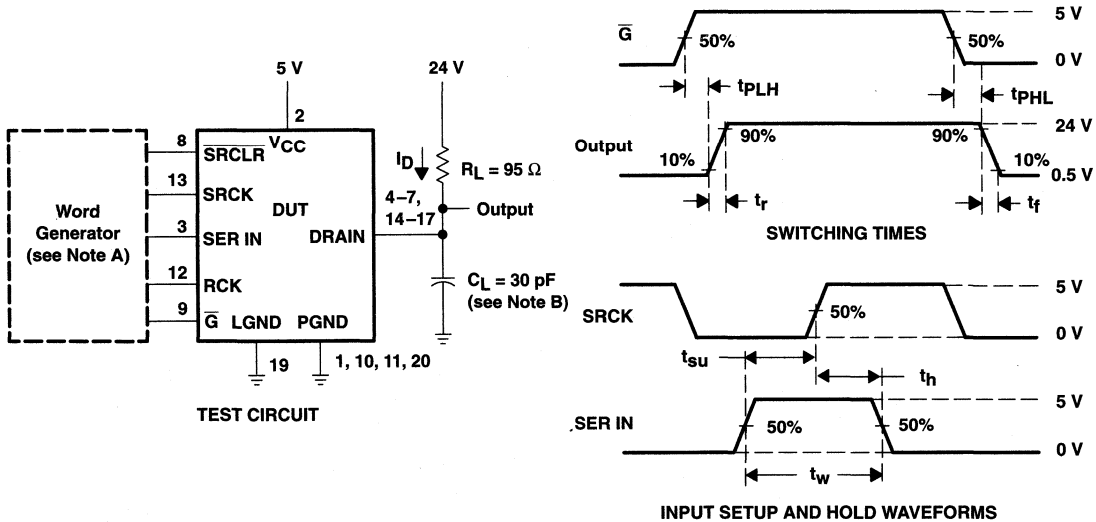 5 V
24 V
2
VCC
8
SRCLR
13
SRCK
DUT
3
SER IN
DRAIN
12
RCK
9
G
LGND
PGND
19
1, 10, 11, 20
Word
Generator
(see Note A)
ID
RL = 95 Ω
4–7,
14–17
Output
CL = 30 pF
(see Note B)
TEST CIRCUIT
G
50%
50%
5 V
0 V
tPLH
tPHL
Output
10%
90%
90%
10%
24 V
0.5 V
tr
tf
SWITCHING TIMES
SRCK
50%
5 V
0 V
tsu
th
SER IN
50%
50%
5 V
0 V
tw
INPUT SETUP AND HOLD WAVEFORMS